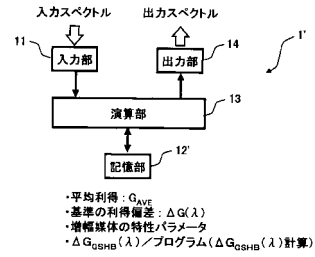 入力スペクトル 出力スペクトル
11 入力部 出力部 14 1'
演算部 13
記憶部 12'
・平均利得：G_AVE
・基準の利得偏差：ΔG(λ)
・増幅媒体の特性パラメータ
・ΔG_GSHB(λ)／プログラム(ΔG_GSHB(λ)計算)